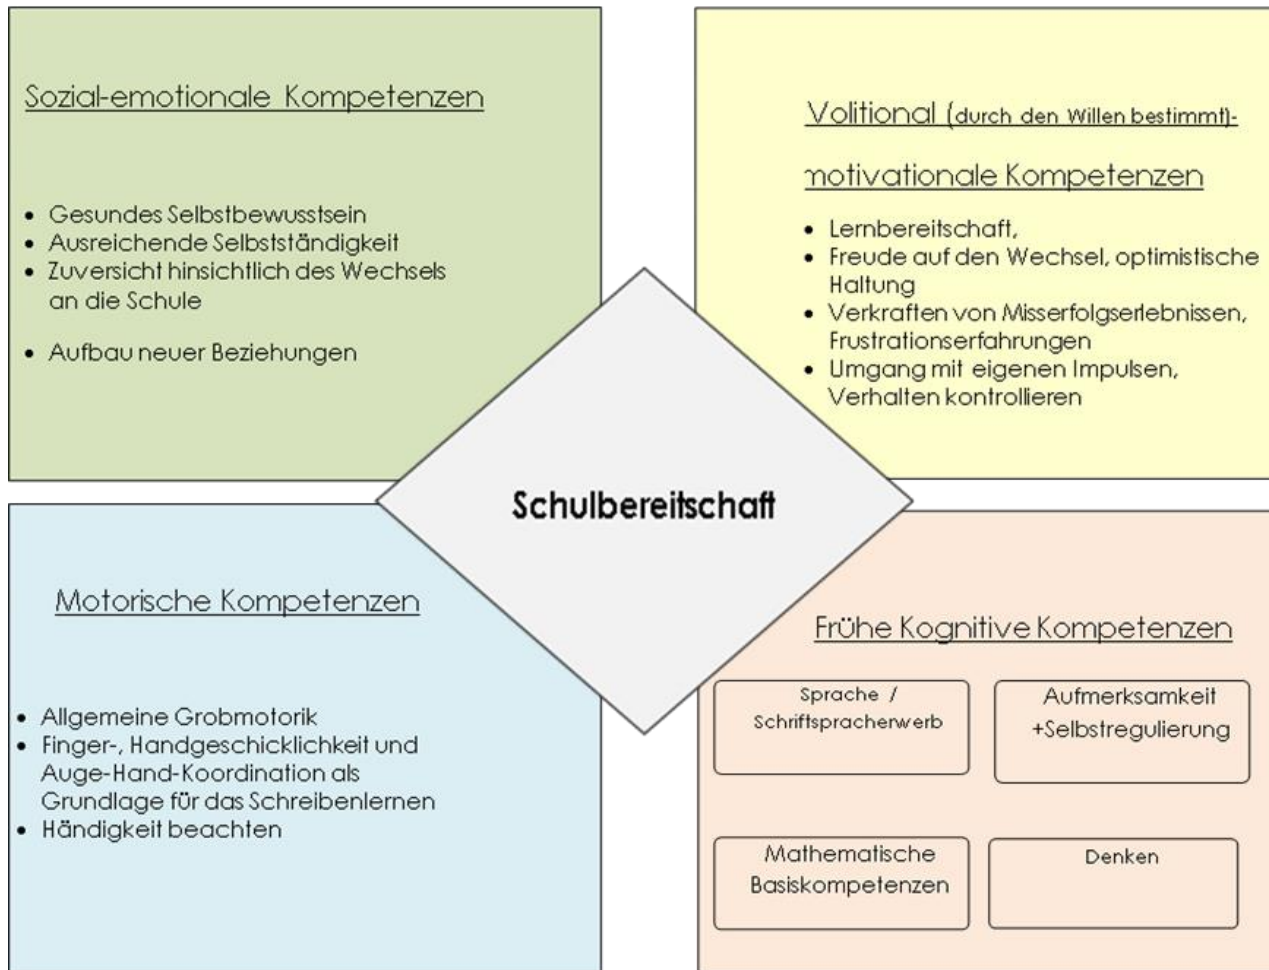 Sozial-emotionale Kompetenzen
• Gesundes Selbstbewusstsein
• Ausreichende Selbstständigkeit
• Zuversicht hinsichtlich des Wechsels
an die Schule
• Aufbau neuer Beziehungen
Volitional (durch den Willen bestimmt)-
motivationale Kompetenzen
• Lernbereitschaft,
• Freude auf den Wechsel, optimistische
Haltung
• Verkraften von Misserfolgserlebnissen,
Frustrationserfahrungen
• Umgang mit eigenen Impulsen,
Verhalten kontrollieren
Schulbereitschaft
Motorische Kompetenzen
• Allgemeine Grobmotorik
• Finger-, Handgeschicklichkeit und
Auge-Hand-Koordination als
Grundlage für das Schreibenlernen
• Händigkeit beachten
Frühe Kognitive Kompetenzen
Sprache /
Schriftspracherwerb
Aufmerksamkeit
+Selbstregulierung
Mathematische
Basiskompetenzen
Denken